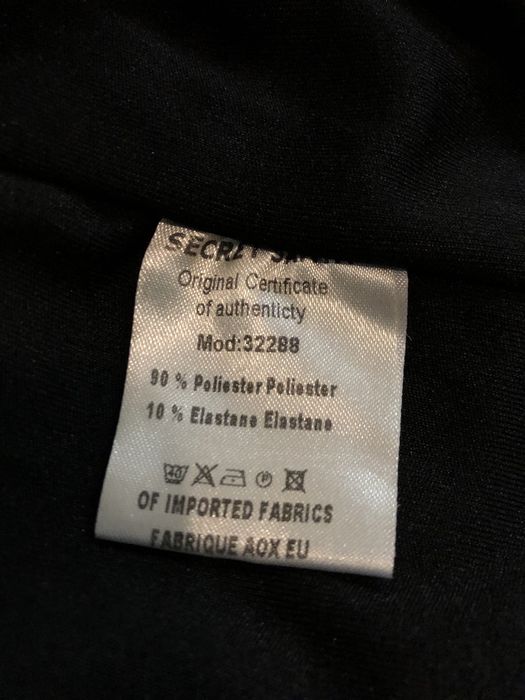 SECRET
Original Certificate
of authenticty
Mod:32288
90 % Poliester Poliester
10 % Elastane Elastane
40 P
OF IMPORTED FABRICS
FABRIQUE AOX EU